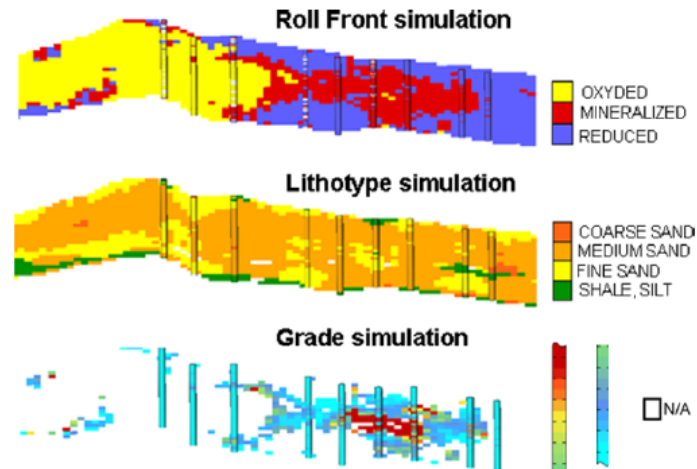 Roll Front simulation
OXYDED
MINERALIZED
REDUCED
Lithotype simulation
COARSE SAND
MEDIUM SAND
FINE SAND
SHALE, SILT
Grade simulation
N/A